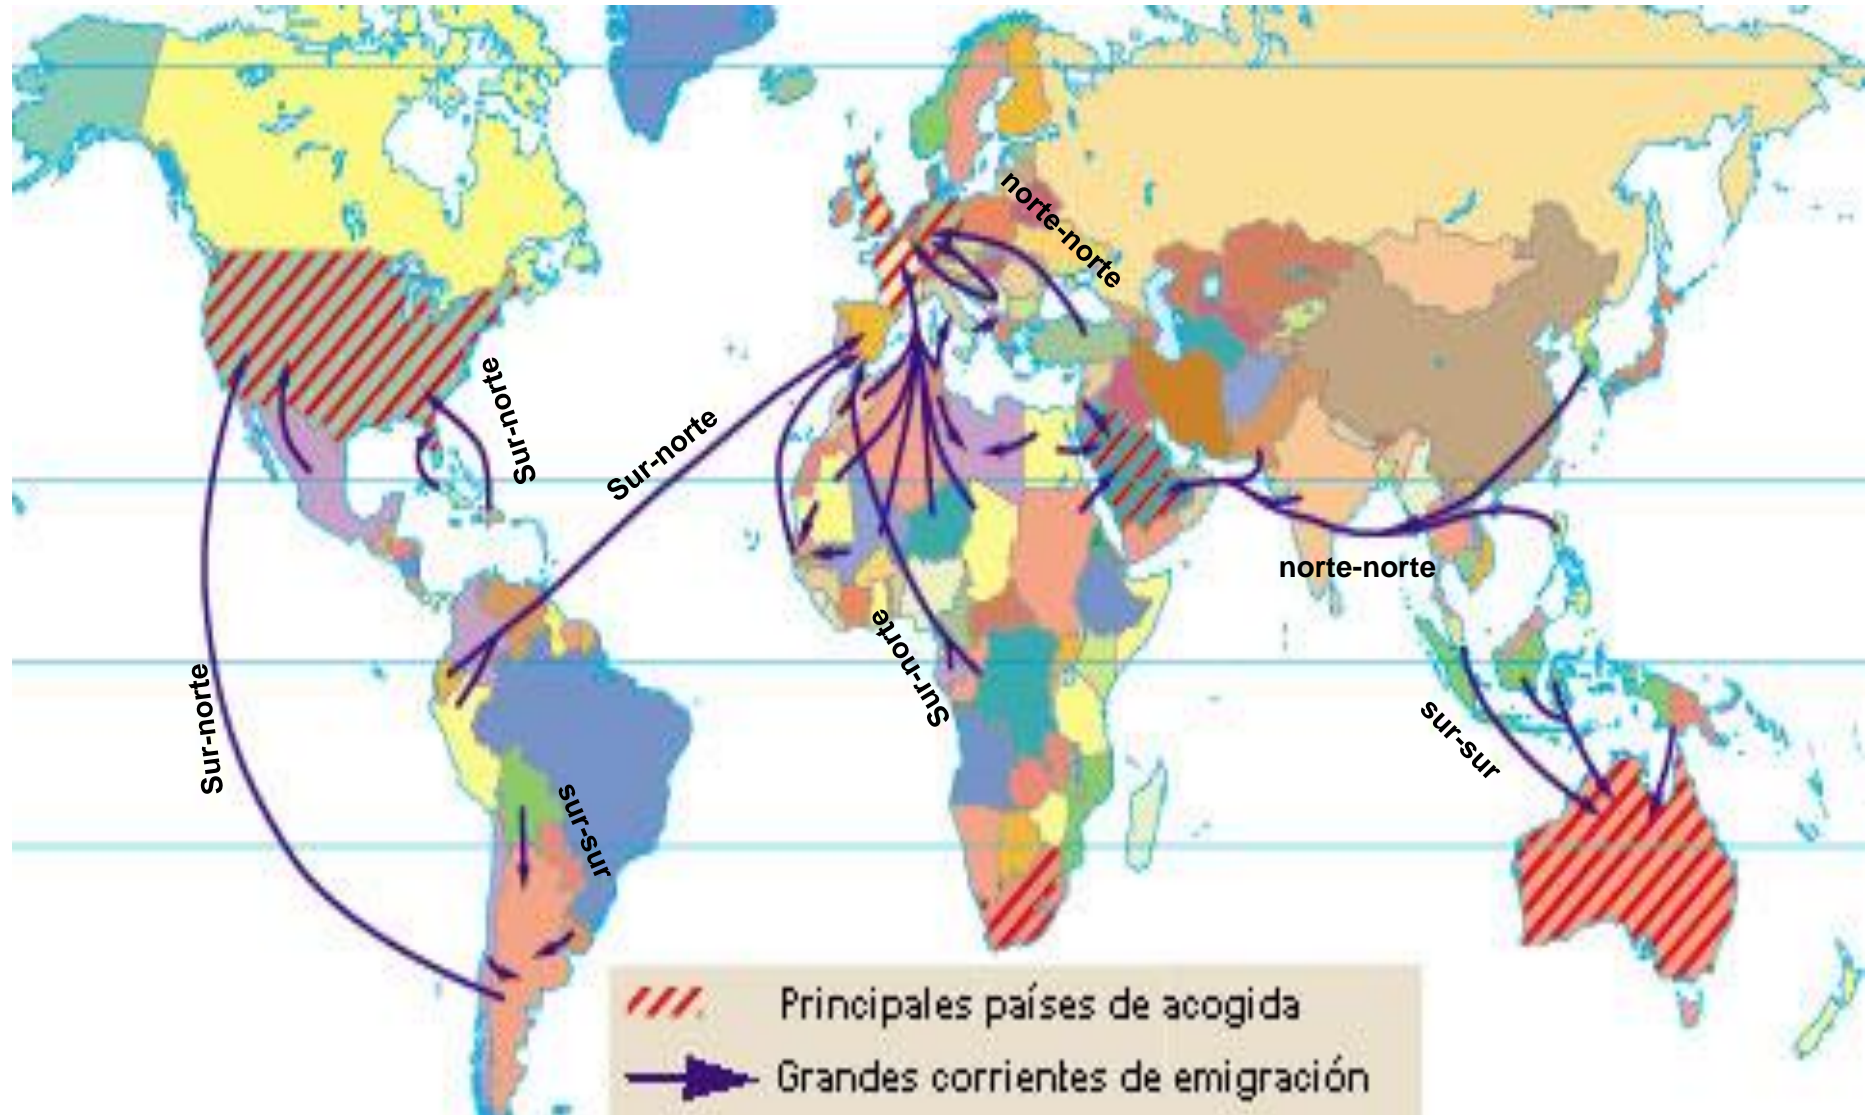 norte-norte
Sur-norte
Sur-norte
norte-norte
Sur-norte
Sur-norte
sur-sur
sur-sur
Principales países de acogida
Grandes corrientes de emigración